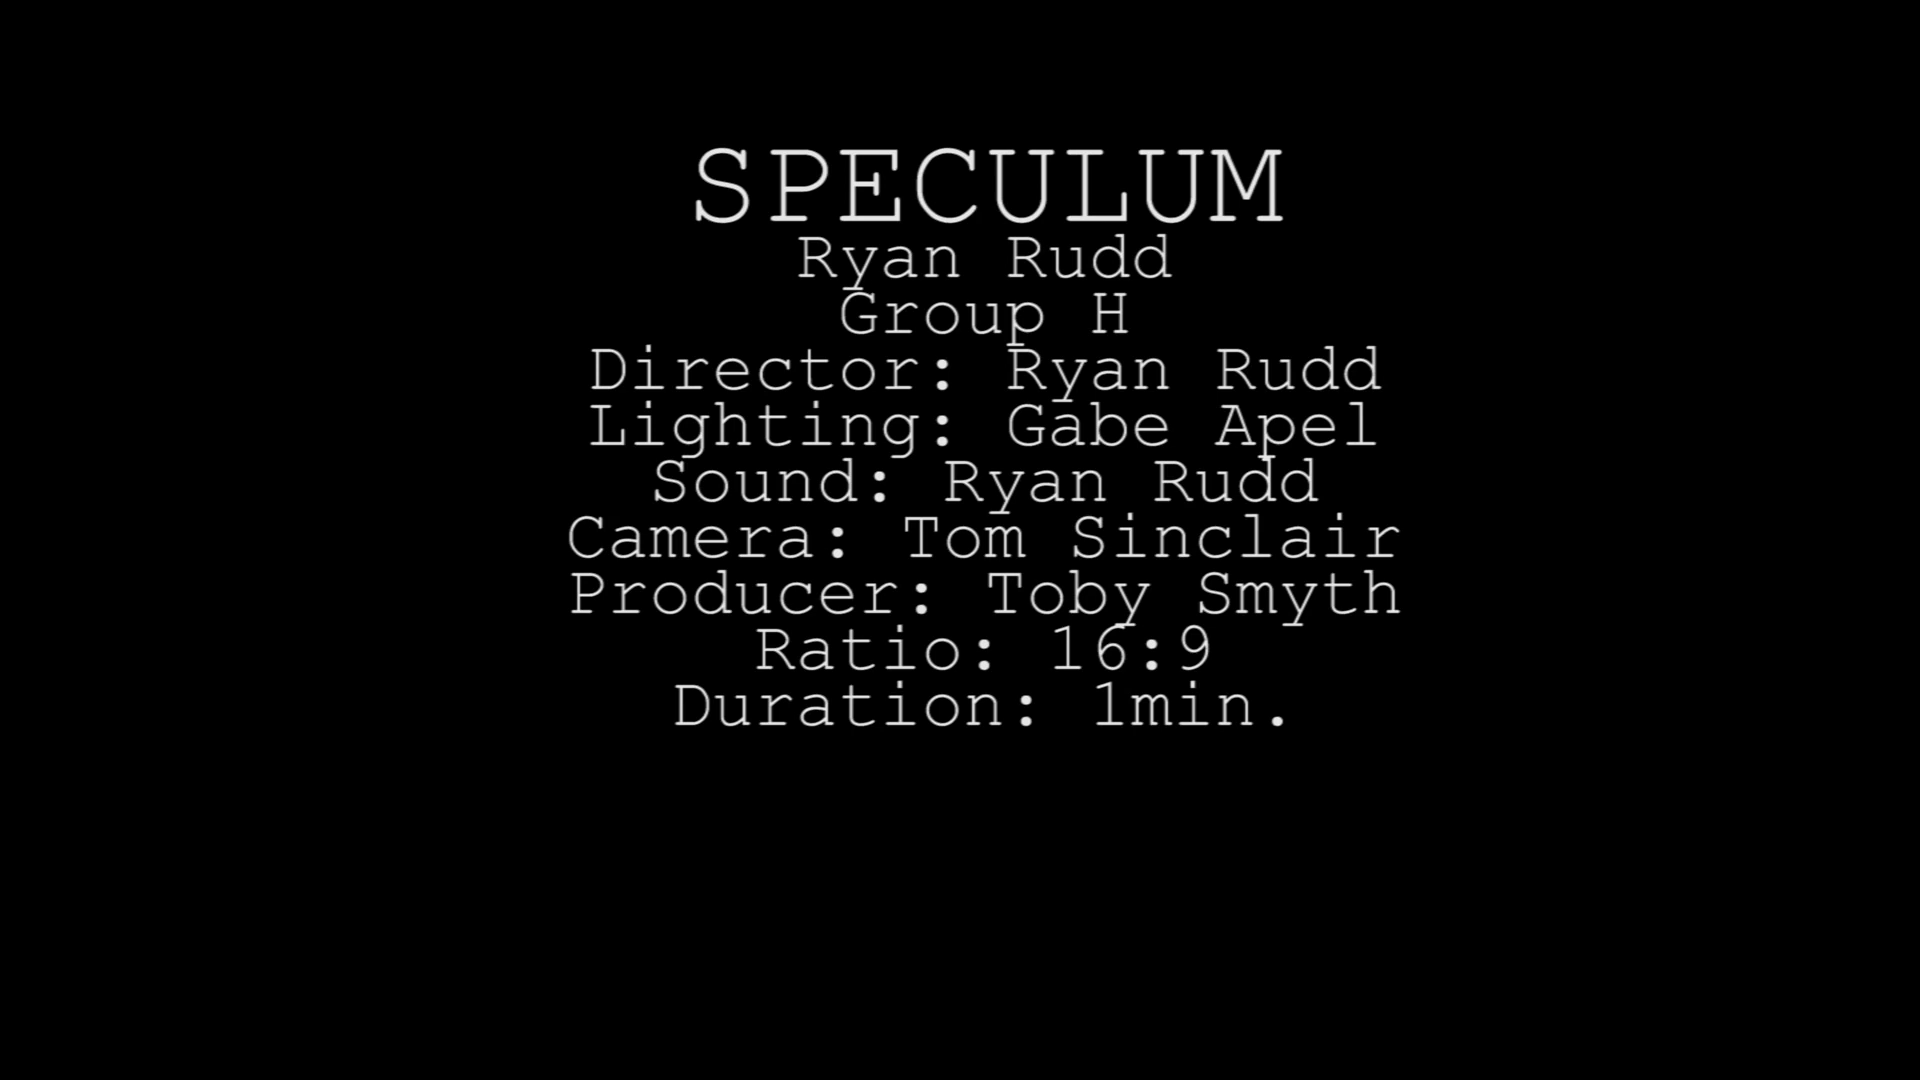 SPECULUM
Ryan Rudd
Group H
Director: Ryan Rudd
Lighting: Gabe Apel
Sound: Ryan Rudd
Camera: Tom Sinclair
Producer: Toby Smyth
Ratio: 16:9
Duration: 1min.